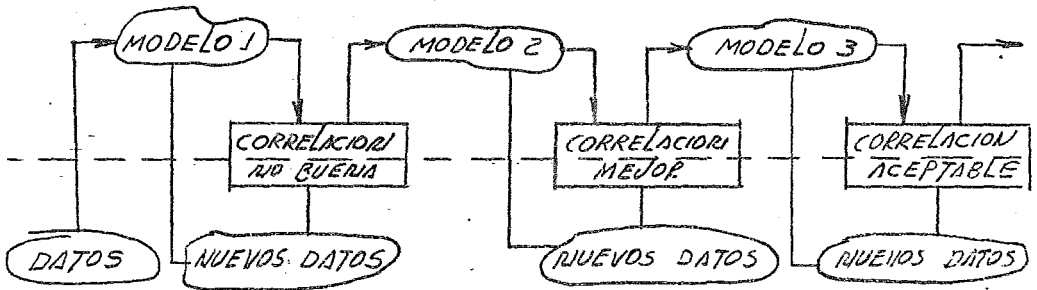 MODELO 1
MODELO 2
MODELO 3
CORRELACION
NO BUENA
CORRELACION
MEJOR
CORRELACION
ACEPTABLE
DATOS
NUEVOS DATOS
NUEVOS DATOS
NUEVOS DATOS